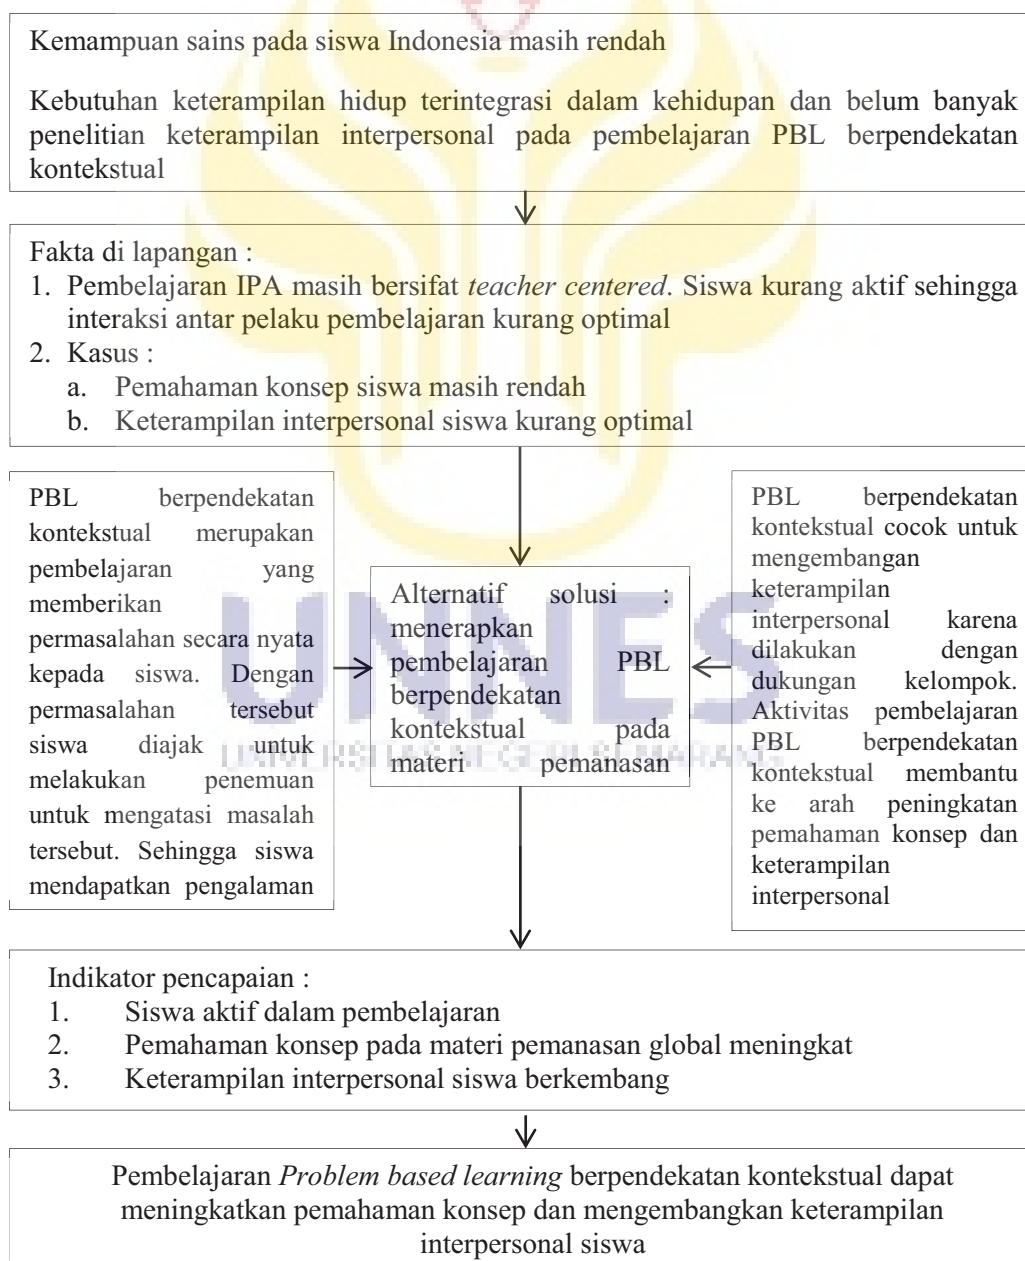 Kemampuan sains pada siswa Indonesia masih rendah
Kebutuhan keterampilan hidup terintegrasi dalam kehidupan dan belum banyak
penelitian keterampilan interpersonal pada pembelajaran PBL berpendekatan
kontekstual
Fakta di lapangan :
1. Pembelajaran IPA masih bersifat teacher centered. Siswa kurang aktif sehingga
interaksi antar pelaku pembelajaran kurang optimal
2. Kasus :
a. Pemahaman konsep siswa masih rendah
b. Keterampilan interpersonal siswa kurang optimal
PBL berpendekatan
kontekstual merupakan
pembelajaran yang
memberikan
permasalahan secara nyata
kepada siswa. Dengan
permasalahan tersebut
siswa diajak untuk
melakukan penemuan
untuk mengatasi masalah
tersebut. Sehingga siswa
mendapatkan pengalaman
Alternatif solusi :
menerapkan
pembelajaran PBL
berpendekatan
kontekstual pada
materi pemanasan
PBL berpendekatan
kontekstual cocok untuk
mengembangan
keterampilan
interpersonal karena
dilakukan dengan
dukungan kelompok.
Aktivitas pembelajaran
PBL berpendekatan
kontekstual membantu
ke arah peningkatan
pemahaman konsep dan
keterampilan
interpersonal
UNNES
UNIVERSITAS NEGERI SEMARANG
Indikator pencapaian :
1. Siswa aktif dalam pembelajaran
2. Pemahaman konsep pada materi pemanasan global meningkat
3. Keterampilan interpersonal siswa berkembang
Pembelajaran Problem based learning berpendekatan kontekstual dapat
meningkatkan pemahaman konsep dan mengembangkan keterampilan
interpersonal siswa